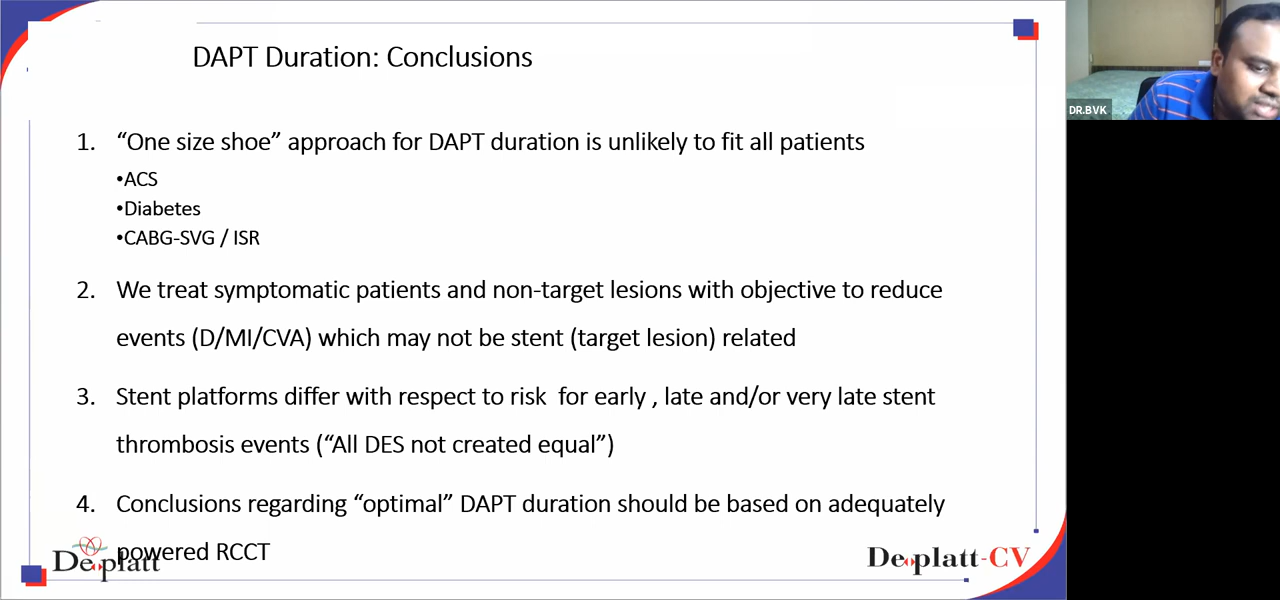 DAPT Duration: Conclusions
DR.BVK
1. “One size shoe” approach for DAPT duration is unlikely to fit all patients
•ACS
•Diabetes
•CABG-SVG / ISR
2. We treat symptomatic patients and non-target lesions with objective to reduce
events (D/MI/CVA) which may not be stent (target lesion) related
3. Stent platforms differ with respect to risk  for early , late and/or very late stent
thrombosis events (“All DES not created equal”)
4. Conclusions regarding “optimal” DAPT duration should be based on adequately
powered RCCT
Deplatt
Deplatt-CV